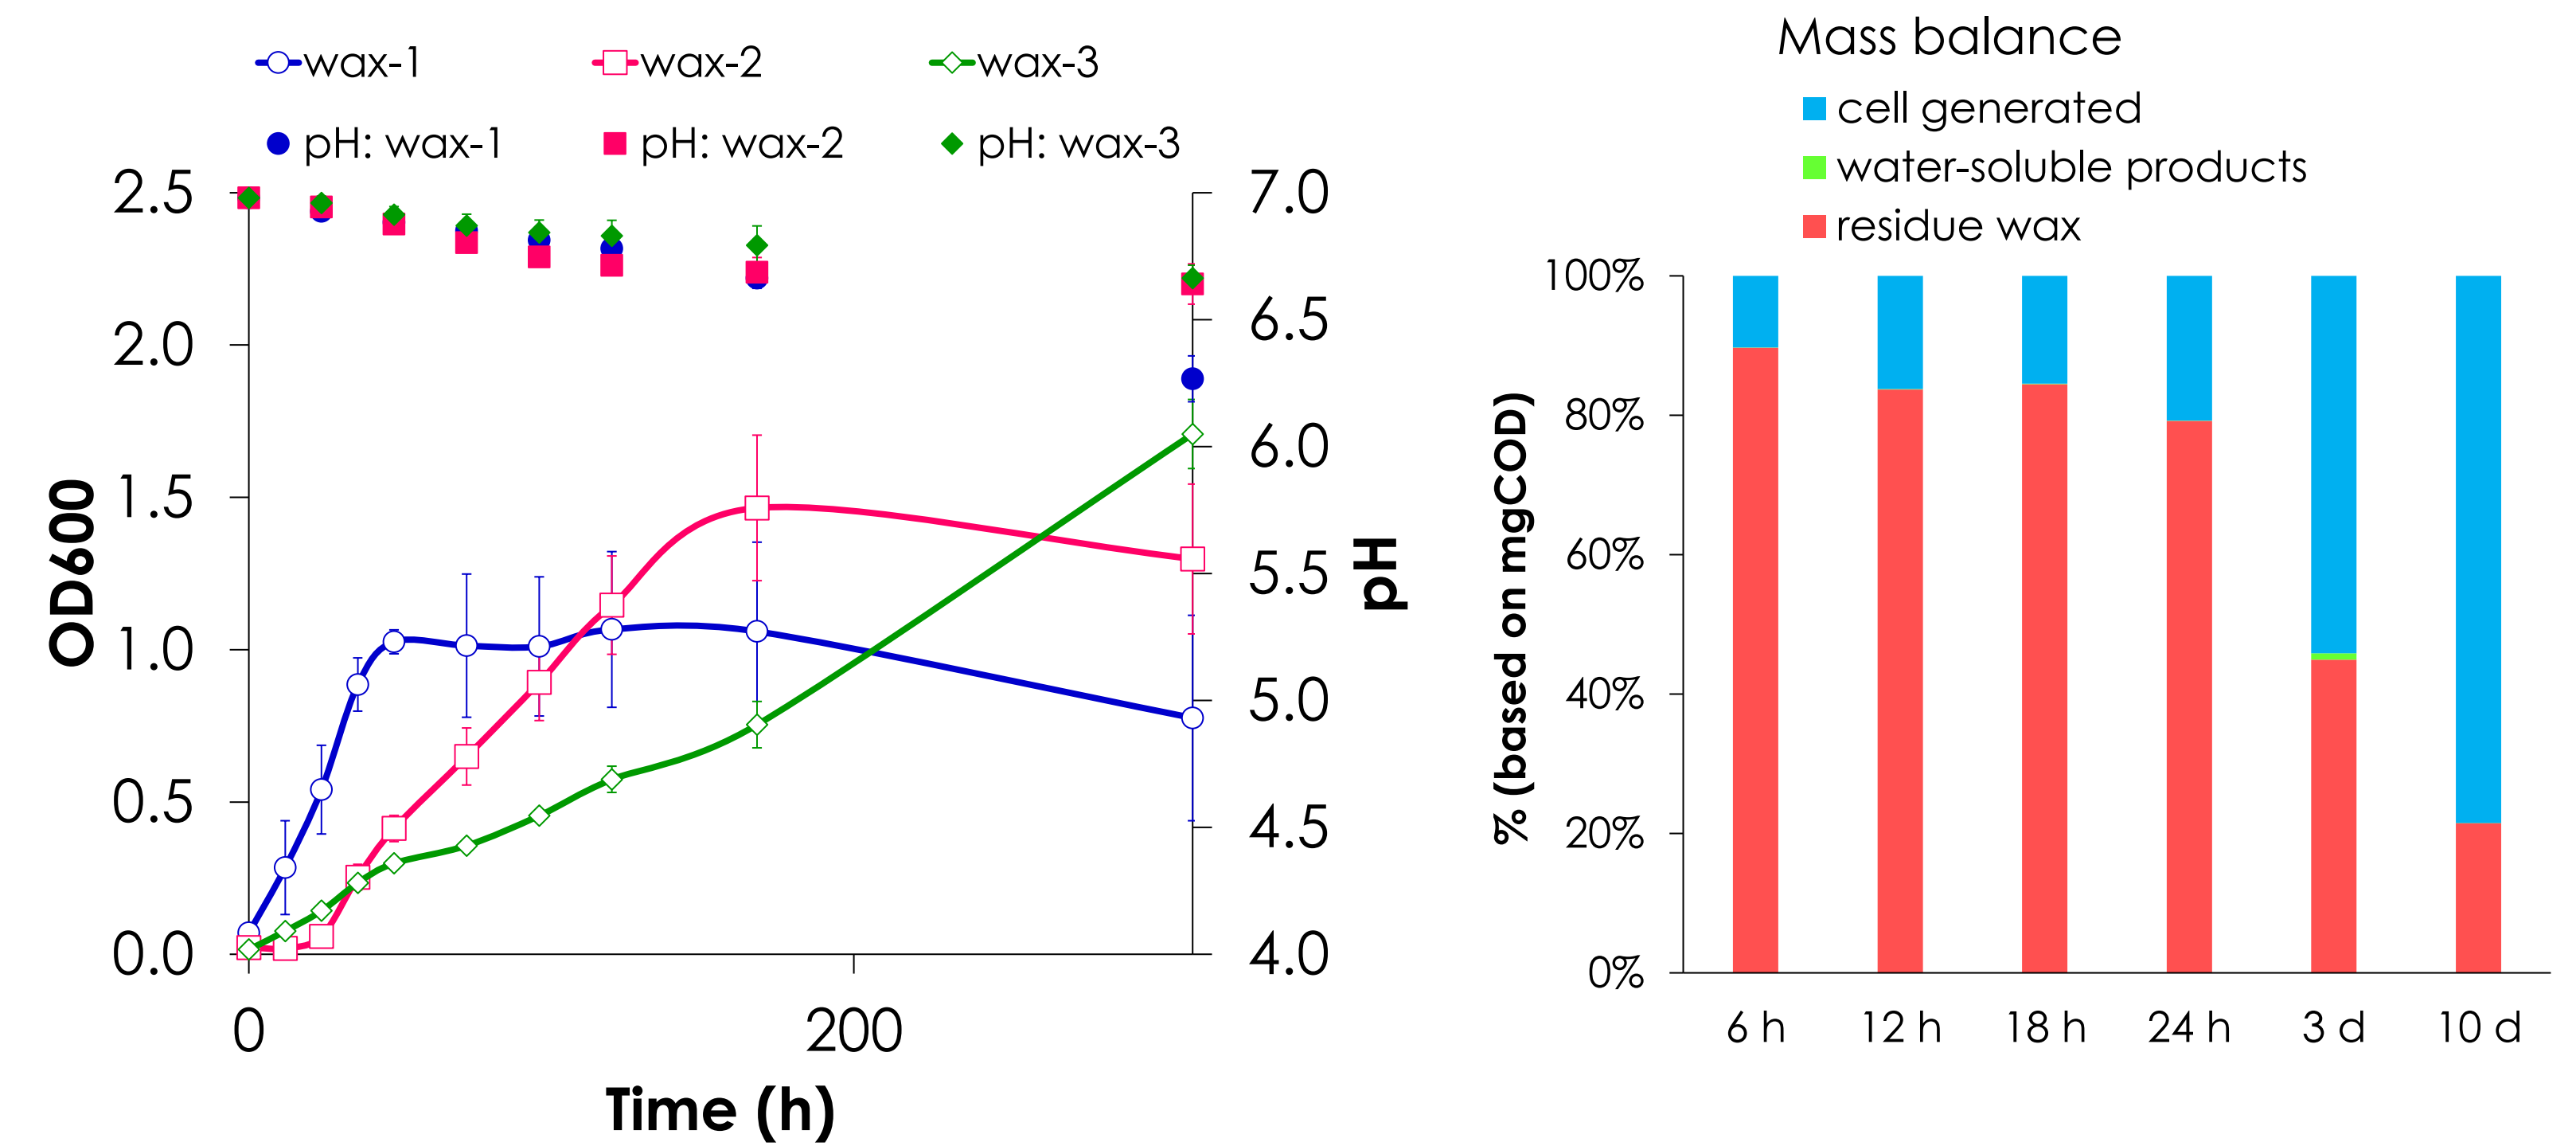 wax-1 wax-2 wax-3
pH: wax-1 pH: wax-2 pH: wax-3
2.5
2.0
1.5
1.0
0.5
0.0
OD600
7.0
6.5
6.0
5.5
5.0
4.5
4.0
pH
0 200
Time (h)
Mass balance
cell generated
water-soluble products
residue wax
100%
80%
60%
40%
20%
0%
% (based on mgCOD)
6 h 12 h 18 h 24 h 3 d 10 d